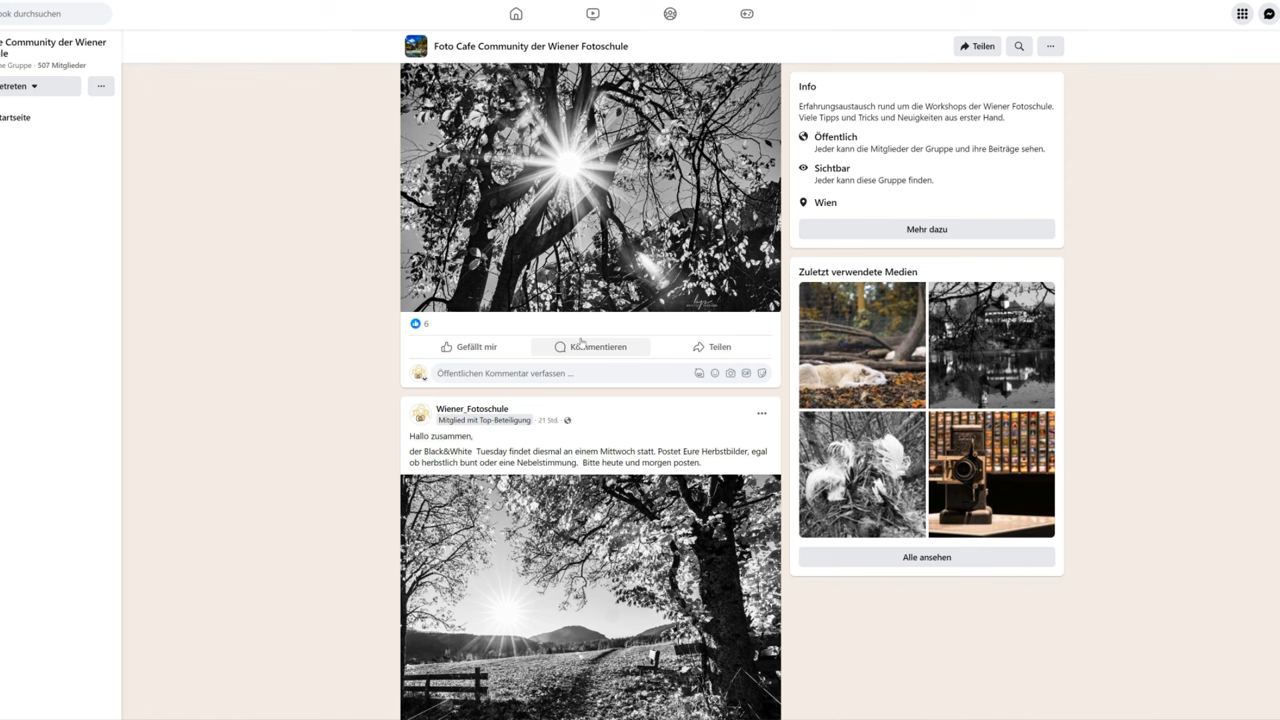 ook durchsuchen
e Community der Wiener
le
ne Gruppe · 507 Mitglieder
etreten
tartseite
Foto Cafe Community der Wiener Fotoschule
Teilen
6
Gefällt mir
Kommentieren
Teilen
Öffentlichen Kommentar verfassen ...
Wiener_Fotoschule
Mitglied mit Top-Beteiligung · 21 Std. ·
Hallo zusammen,
der Black&White Tuesday findet diesmal an einem Mittwoch statt. Postet Eure Herbstbilder, egal
ob herbstlich bunt oder eine Nebelstimmung. Bitte heute und morgen posten.
Info
Erfahrungsaustausch rund um die Workshops der Wiener Fotoschule.
Viele Tipps und Tricks und Neuigkeiten aus erster Hand.
Öffentlich
Jeder kann die Mitglieder der Gruppe und ihre Beiträge sehen.
Sichtbar
Jeder kann diese Gruppe finden.
Wien
Mehr dazu
Zuletzt verwendete Medien
Alle ansehen